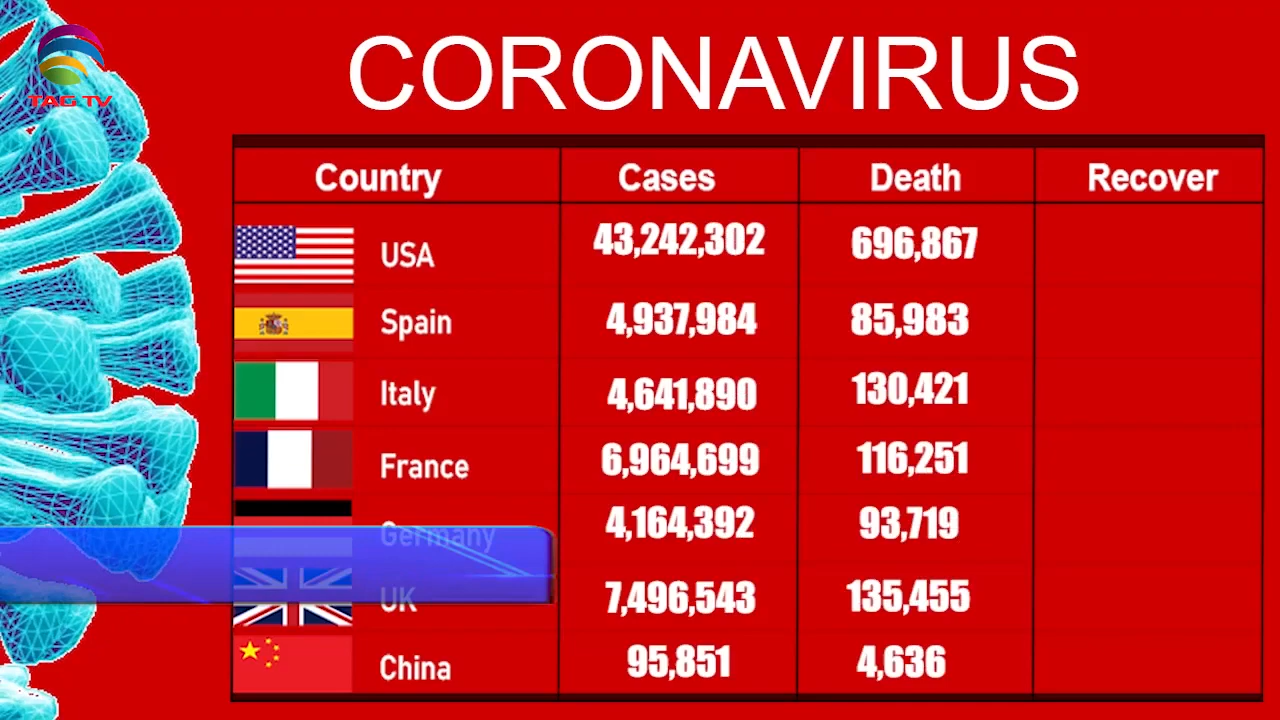 TAG TV
CORONAVIRUS
Country Cases Death Recover
USA 43,242,302 696,867
Spain 4,937,984 85,983
Italy 4,641,890 130,421
France 6,964,699 116,251
Germany 4,164,392 93,719
UK 7,496,543 135,455
China 95,851 4,636